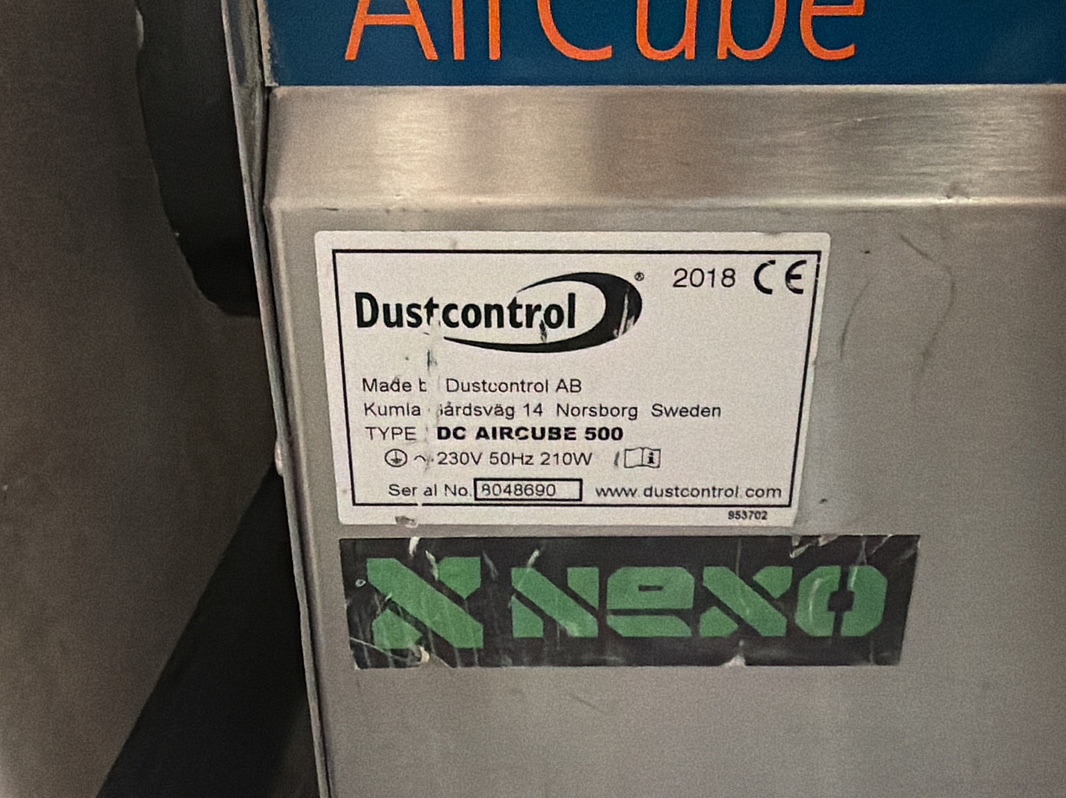 AirCube
2018 CE
Dustcontrol®
Made b Dustcontrol AB
Kumla årdsväg 14 Norsborg Sweden
TYPE DC AIRCUBE 500
~ 230V 50Hz 210W i
Ser al No. 8048690 www.dustcontrol.com
953702
NEXO